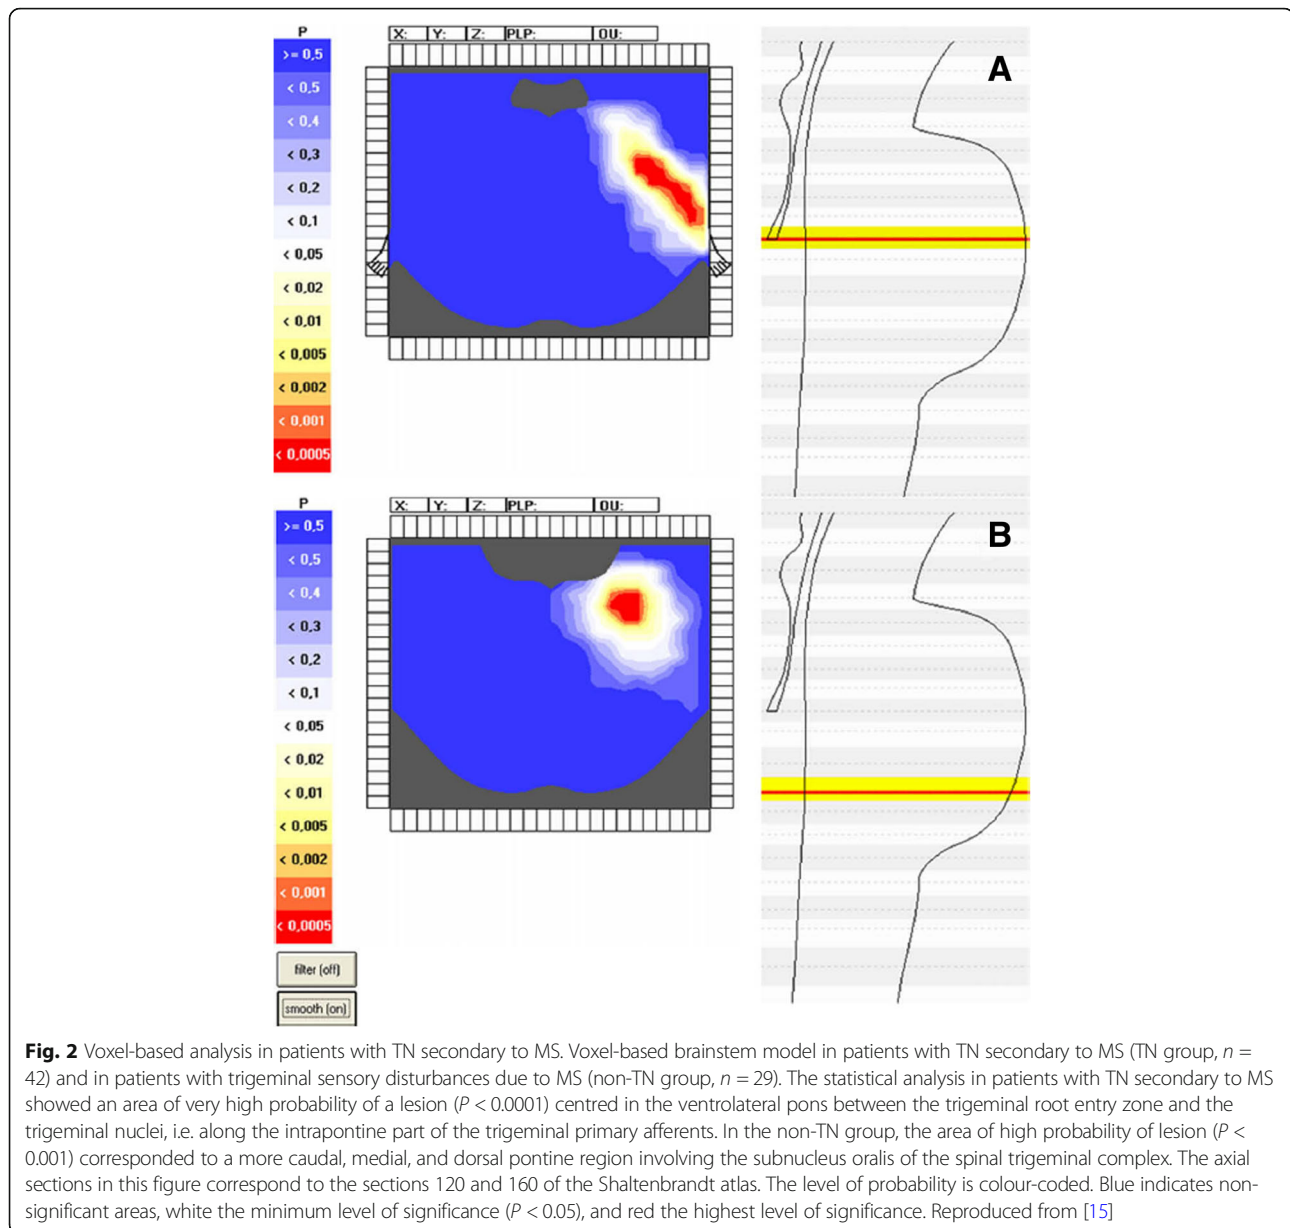 P
>= 0,5
< 0,5
< 0,4
< 0,3
< 0,2
< 0,1
< 0,05
< 0,02
< 0,01
< 0,005
< 0,002
< 0,001
< 0,0005
X: Y: Z: PLP: OU:
A
P
>= 0,5
< 0,5
< 0,4
< 0,3
< 0,2
< 0,1
< 0,05
< 0,02
< 0,01
< 0,005
< 0,002
< 0,001
< 0,0005
X: Y: Z: PLP: OU:
B
filter (off)
smooth (on)
Fig. 2 Voxel-based analysis in patients with TN secondary to MS. Voxel-based brainstem model in patients with TN secondary to MS (TN group, n =
42) and in patients with trigeminal sensory disturbances due to MS (non-TN group, n = 29). The statistical analysis in patients with TN secondary to MS
showed an area of very high probability of a lesion (P < 0.0001) centred in the ventrolateral pons between the trigeminal root entry zone and the
trigeminal nuclei, i.e. along the intrapontine part of the trigeminal primary afferents. In the non-TN group, the area of high probability of lesion (P <
0.001) corresponded to a more caudal, medial, and dorsal pontine region involving the subnucleus oralis of the spinal trigeminal complex. The axial
sections in this figure correspond to the sections 120 and 160 of the Shaltenbrandt atlas. The level of probability is colour-coded. Blue indicates non-
significant areas, white the minimum level of significance (P < 0.05), and red the highest level of significance. Reproduced from [15]